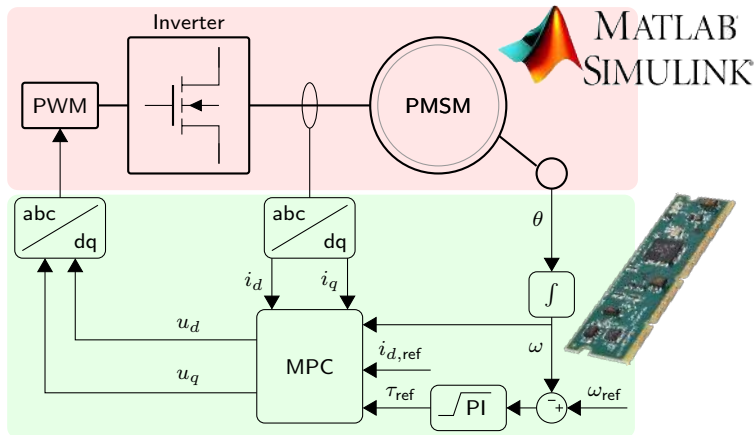 Inverter
MATLAB
SIMULINK
PWM
PMSM
abc
dq
abc
dq
θ
i_d
i_q
∫
u_d
MPC
i_d,ref
ω
u_q
τ_ref
PI
− +
ω_ref